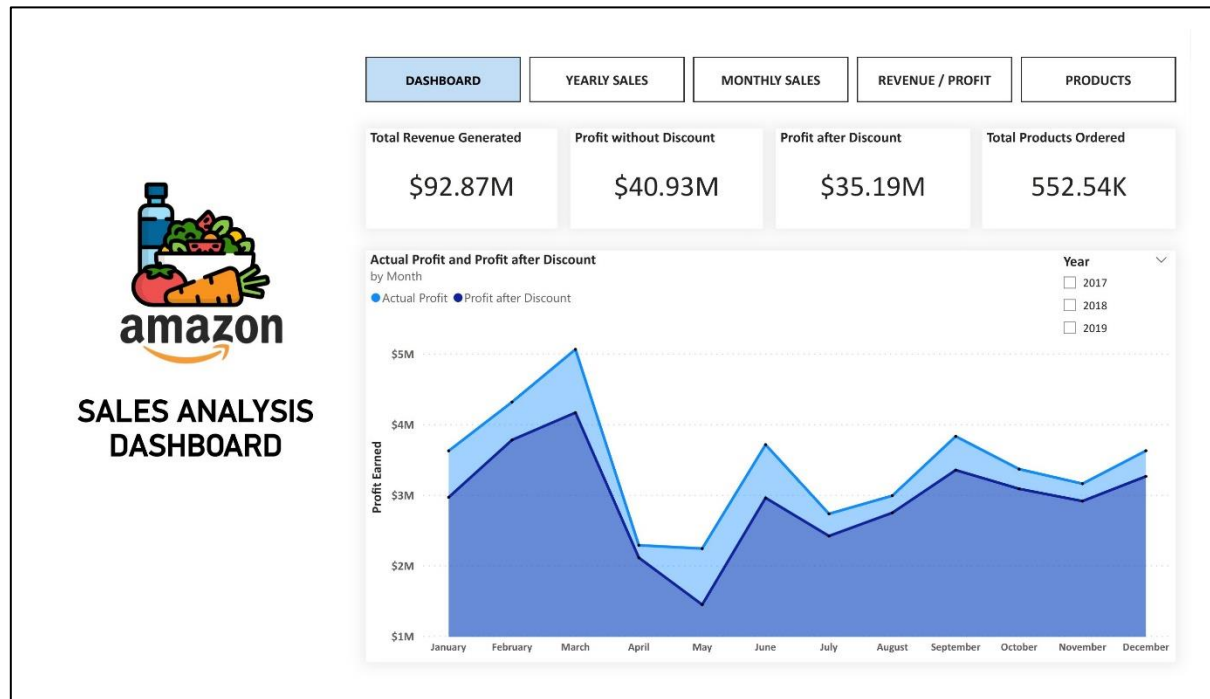 amazon
SALES ANALYSIS
DASHBOARD
DASHBOARD
YEARLY SALES
MONTHLY SALES
REVENUE / PROFIT
PRODUCTS
Total Revenue Generated
$92.87M
Profit without Discount
$40.93M
Profit after Discount
$35.19M
Total Products Ordered
552.54K
Actual Profit and Profit after Discount
by Month
Actual Profit
Profit after Discount
Year
2017
2018
2019
Profit Earned
$5M
$4M
$3M
$2M
$1M
January
February
March
April
May
June
July
August
September
October
November
December